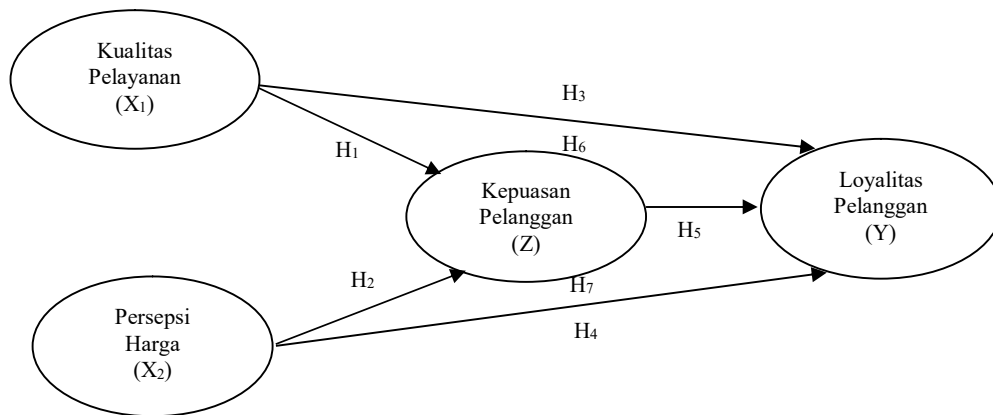 Kualitas
Pelayanan
(X₁)
H₃
H₁
H₆
Kepuasan
Pelanggan
(Z)
Loyalitas
Pelanggan
(Y)
H₅
H₂
H₇
Persepsi
Harga
(X₂)
H₄